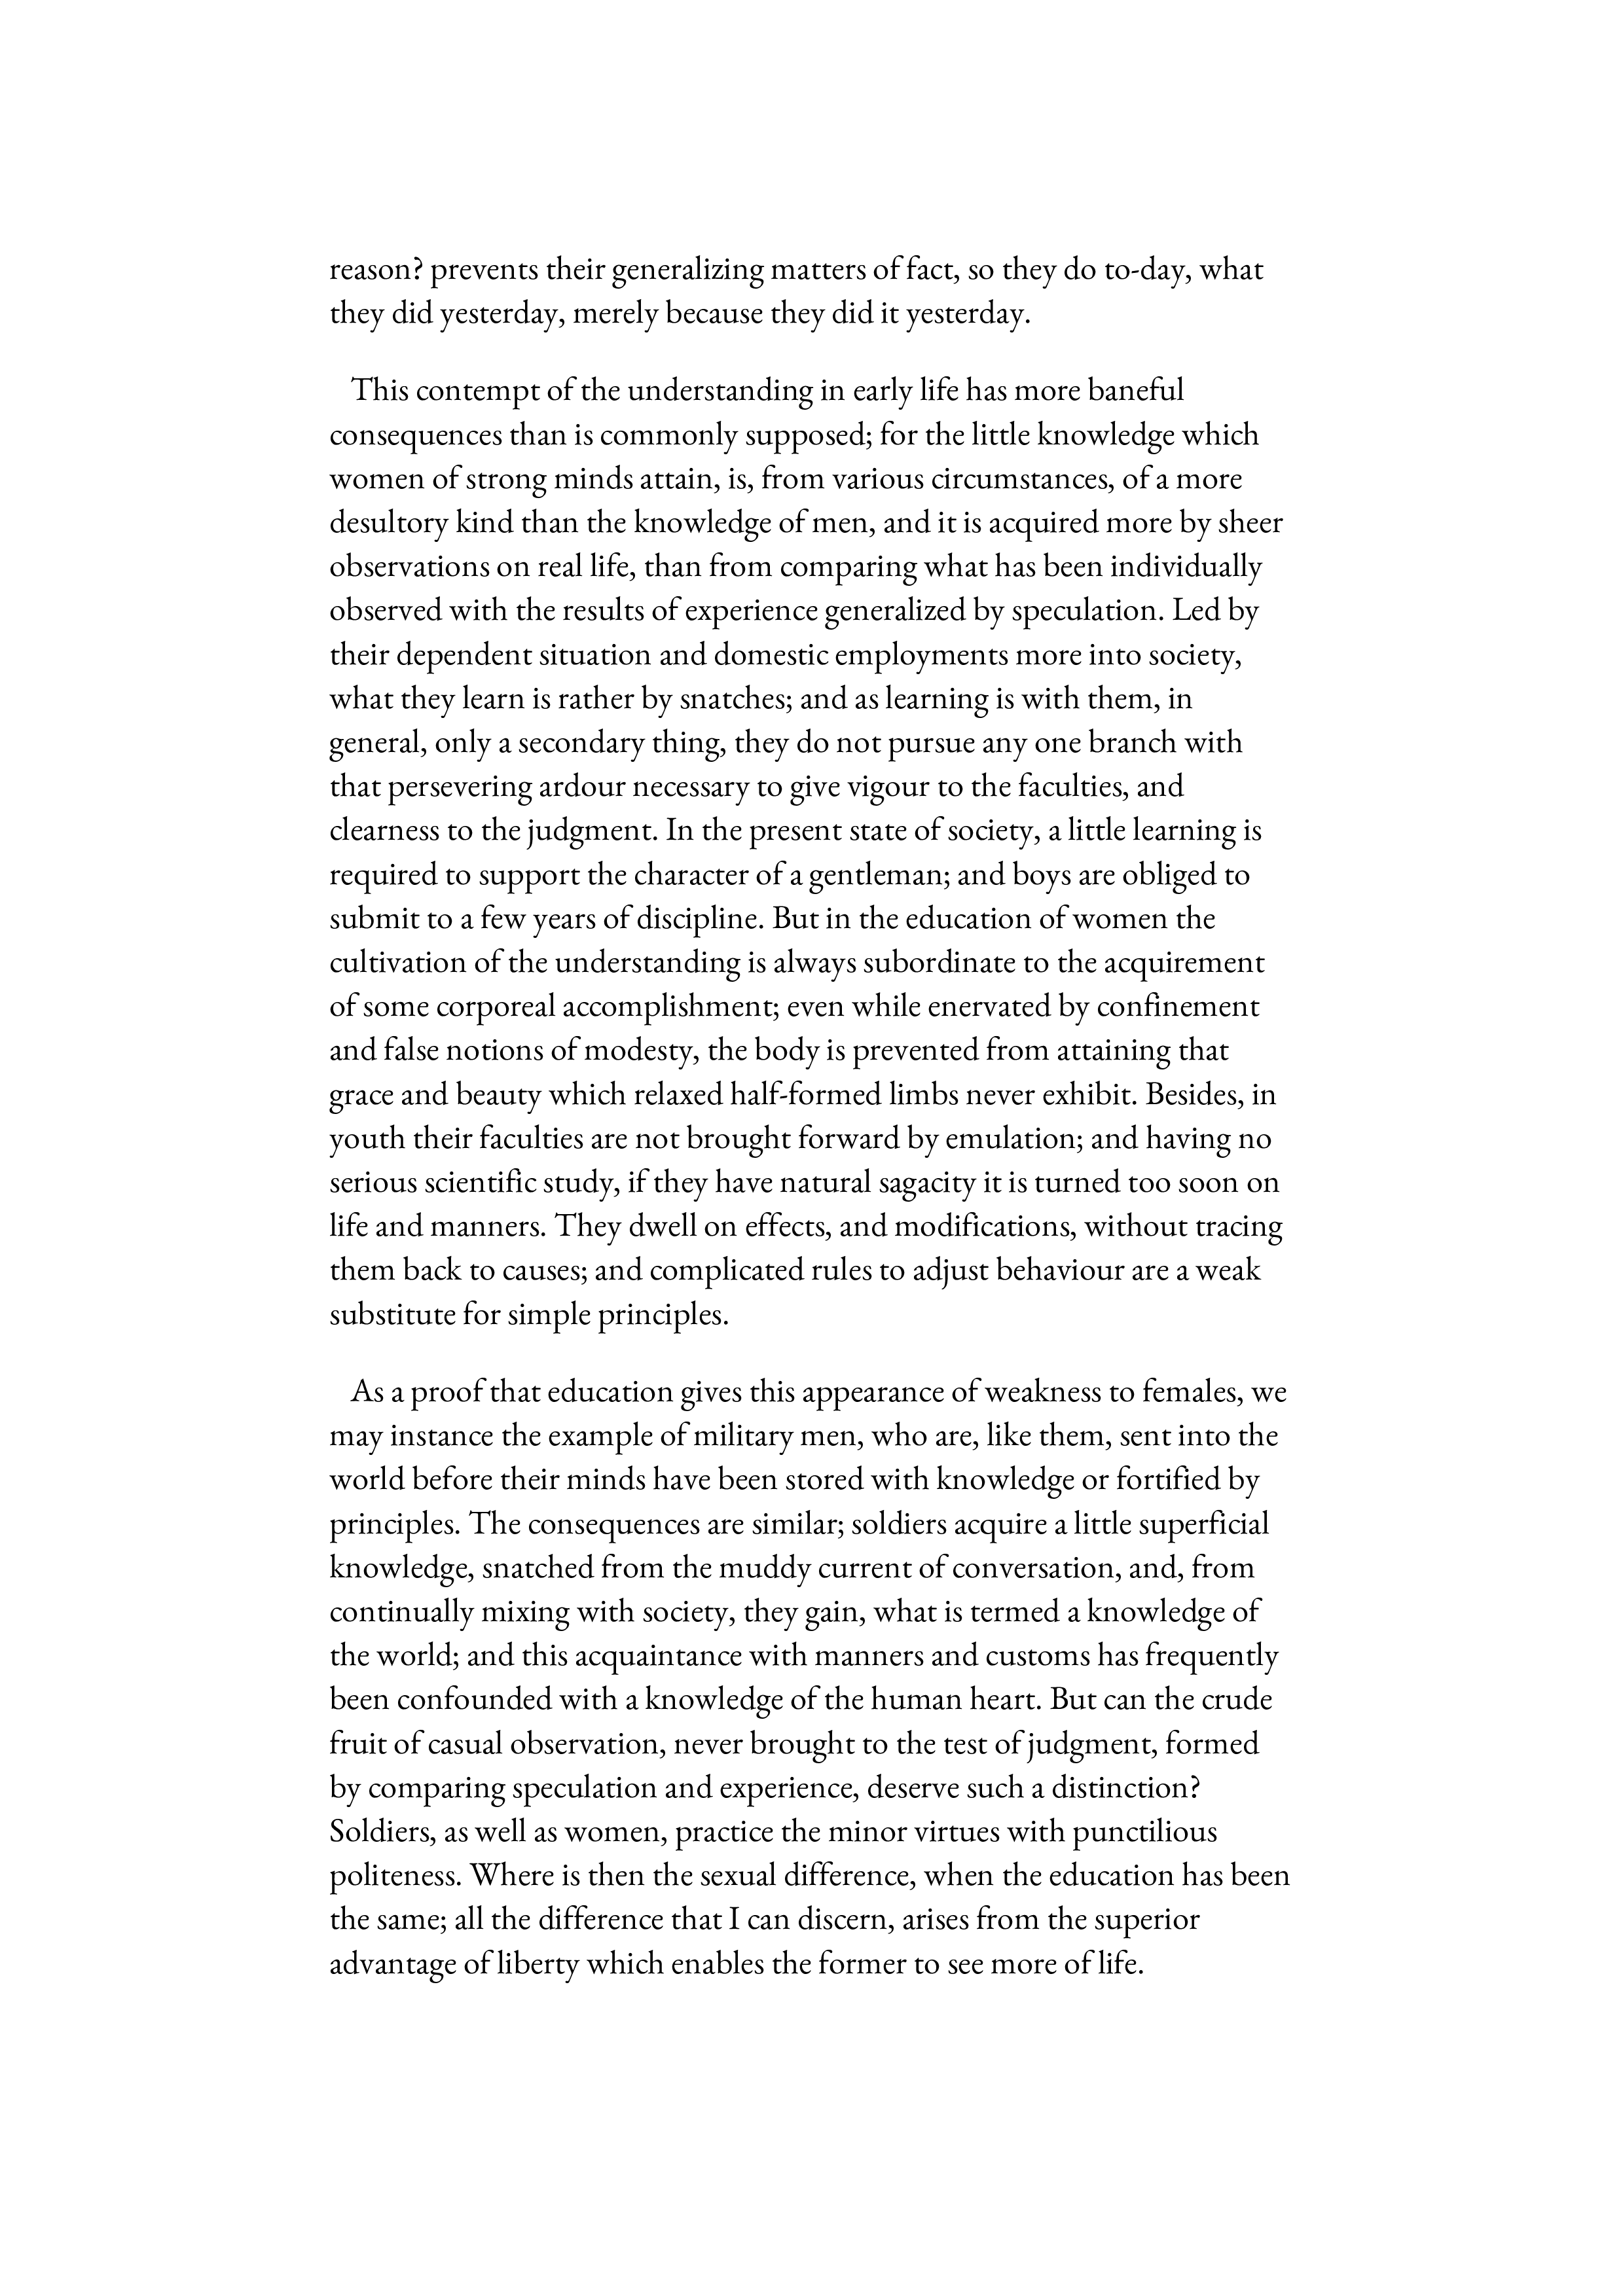 reason? prevents their generalizing matters of fact, so they do to-day, what
they did yesterday, merely because they did it yesterday.
This contempt of the understanding in early life has more baneful
consequences than is commonly supposed; for the little knowledge which
women of strong minds attain, is, from various circumstances, of a more
desultory kind than the knowledge of men, and it is acquired more by sheer
observations on real life, than from comparing what has been individually
observed with the results of experience generalized by speculation. Led by
their dependent situation and domestic employments more into society,
what they learn is rather by snatches; and as learning is with them, in
general, only a secondary thing, they do not pursue any one branch with
that persevering ardour necessary to give vigour to the faculties, and
clearness to the judgment. In the present state of society, a little learning is
required to support the character of a gentleman; and boys are obliged to
submit to a few years of discipline. But in the education of women the
cultivation of the understanding is always subordinate to the acquirement
of some corporeal accomplishment; even while enervated by confinement
and false notions of modesty, the body is prevented from attaining that
grace and beauty which relaxed half-formed limbs never exhibit. Besides, in
youth their faculties are not brought forward by emulation; and having no
serious scientific study, if they have natural sagacity it is turned too soon on
life and manners. They dwell on effects, and modifications, without tracing
them back to causes; and complicated rules to adjust behaviour are a weak
substitute for simple principles.
As a proof that education gives this appearance of weakness to females, we
may instance the example of military men, who are, like them, sent into the
world before their minds have been stored with knowledge or fortified by
principles. The consequences are similar; soldiers acquire a little superficial
knowledge, snatched from the muddy current of conversation, and, from
continually mixing with society, they gain, what is termed a knowledge of
the world; and this acquaintance with manners and customs has frequently
been confounded with a knowledge of the human heart. But can the crude
fruit of casual observation, never brought to the test of judgment, formed
by comparing speculation and experience, deserve such a distinction?
Soldiers, as well as women, practice the minor virtues with punctilious
politeness. Where is then the sexual difference, when the education has been
the same; all the difference that I can discern, arises from the superior
advantage of liberty which enables the former to see more of life.